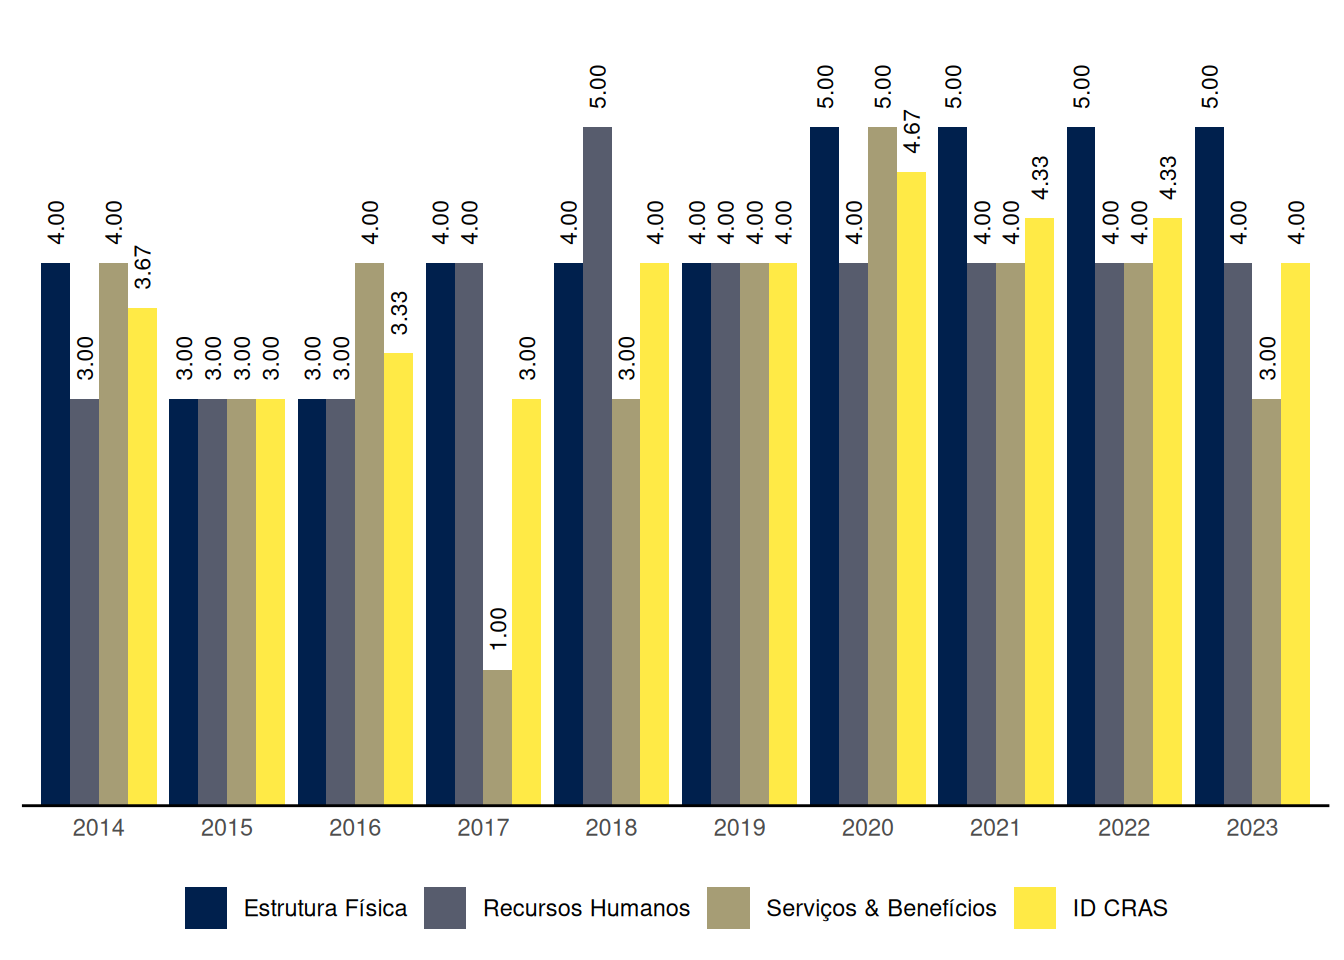 4.00 3.00 4.00 3.67 3.00 3.00 3.00 3.00 3.00 3.00 4.00 3.33 4.00 4.00 1.00 3.00 4.00 5.00 3.00 4.00 4.00 4.00 4.00 4.00 5.00 4.00 5.00 4.67 5.00 4.00 4.00 4.33 5.00 4.00 4.00 4.33 5.00 4.00 3.00 4.00
2014 2015 2016 2017 2018 2019 2020 2021 2022 2023
Estrutura Física Recursos Humanos Serviços & Benefícios ID CRAS